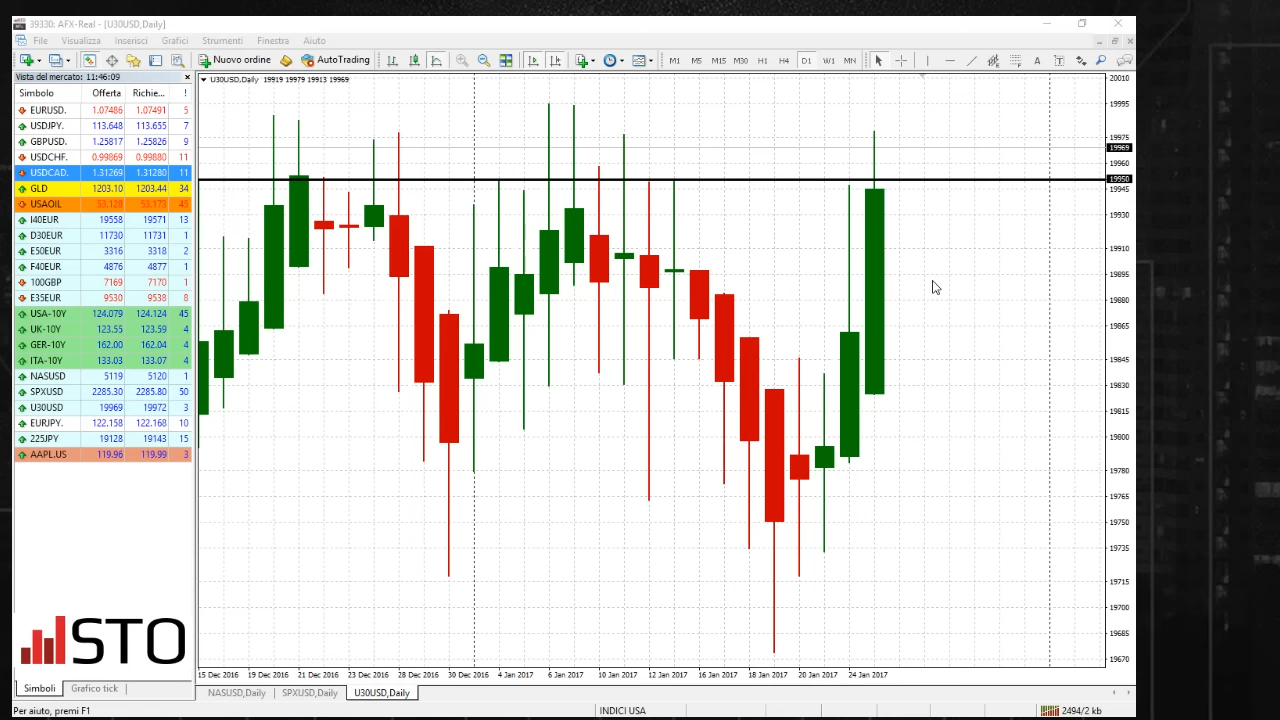 39330: AFX-Real - [U30USD,Daily]
File Visualizza Inserisci Grafici Strumenti Finestra Aiuto
Nuovo ordine AutoTrading M1 M5 M15 M30 H1 H4 D1 W1 MN A T
Vista del mercato: 11:46:09
Simbolo Offerta Richie... !
EURUSD. 1.07486 1.07491 5
USDJPY. 113.648 113.655 7
GBPUSD. 1.25817 1.25826 9
USDCHF. 0.99869 0.99880 11
USDCAD. 1.31269 1.31280 11
GLD 1203.10 1203.44 34
USAOIL 53.128 53.173 45
I40EUR 19558 19571 13
D30EUR 11730 11731 1
E50EUR 3316 3318 2
F40EUR 4876 4877 1
100GBP 7169 7170 1
E35EUR 9530 9538 8
USA-10Y 124.079 124.124 45
UK-10Y 123.55 123.59 4
GER-10Y 162.00 162.04 4
ITA-10Y 133.03 133.07 4
NASUSD 5119 5120 1
SPXUSD 2285.30 2285.80 50
U30USD 19969 19972 3
EURJPY. 122.158 122.168 10
225JPY 19128 19143 15
AAPL.US 119.96 119.99 3
STO
Simboli Grafico tick
U30USD,Daily 19919 19979 19913 19969
20010
19995
19975
19969
19960
19950
19945
19930
19910
19895
19880
19865
19845
19830
19815
19800
19780
19765
19750
19735
19715
19700
19685
19670
15 Dec 2016 19 Dec 2016 21 Dec 2016 23 Dec 2016 28 Dec 2016 30 Dec 2016 4 Jan 2017 6 Jan 2017 10 Jan 2017 12 Jan 2017 16 Jan 2017 18 Jan 2017 20 Jan 2017 24 Jan 2017
NASUSD,Daily SPXUSD,Daily U30USD,Daily
Per aiuto, premi F1 INDICI USA 2494/2 kb